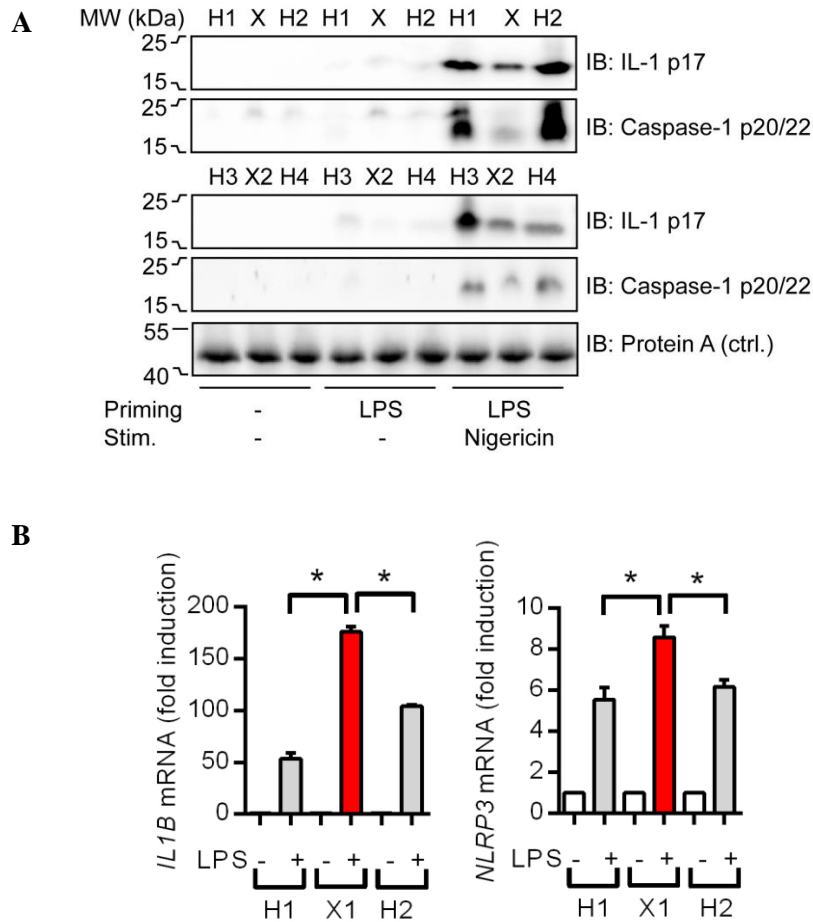 A
MW (kDa) H1 X H2 H1 X H2 H1 X H2
25
15
IB: IL-1 p17
25
15
IB: Caspase-1 p20/22
H3 X2 H4 H3 X2 H4 H3 X2 H4
25
15
IB: IL-1 p17
25
15
IB: Caspase-1 p20/22
55
40
IB: Protein A (ctrl.)
Priming - LPS LPS
Stim. - - Nigericin
B
IL1B mRNA (fold induction)
200
150
100
50
0
* *
LPS - + - + - +
H1 X1 H2
NLRP3 mRNA (fold induction)
10
8
6
4
2
0
* *
LPS - + - + - +
H1 X1 H2